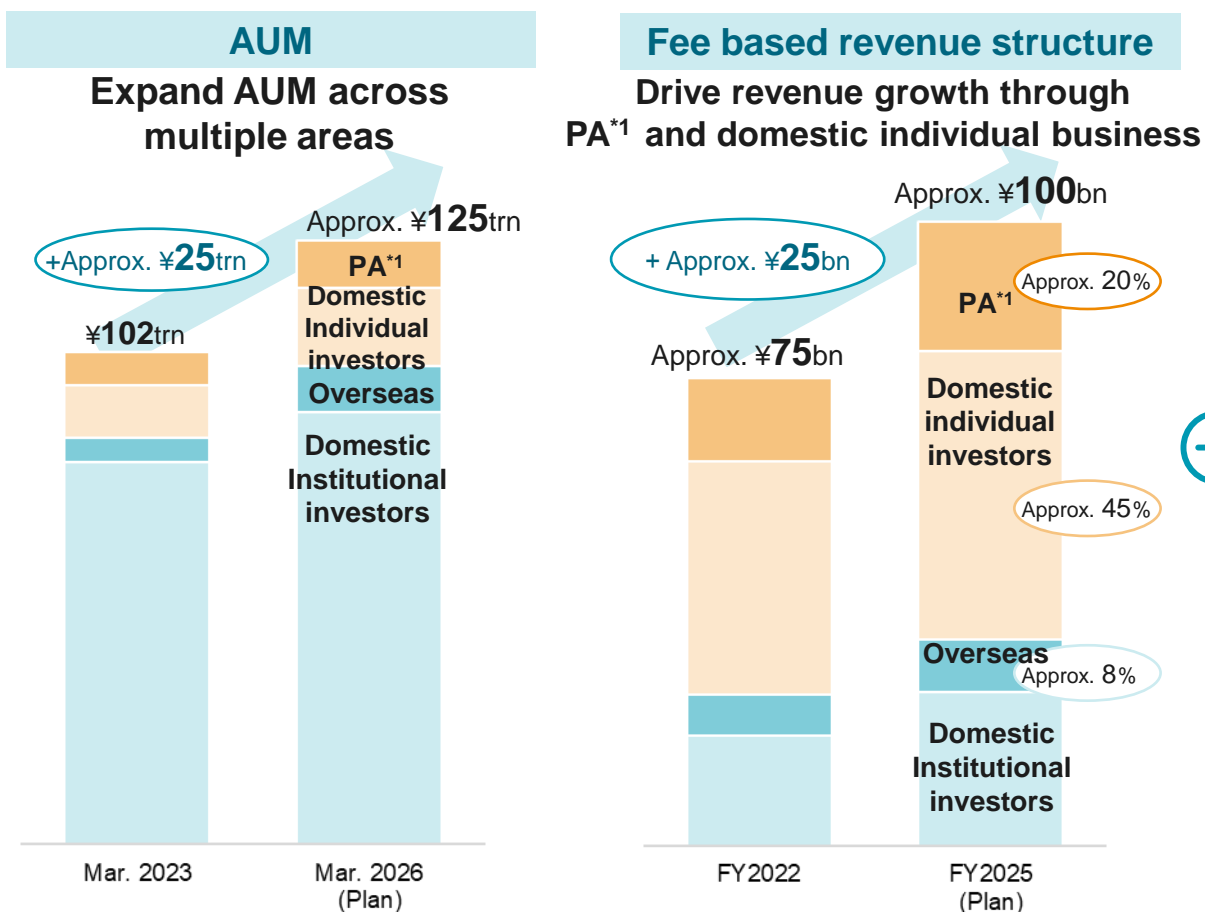 AUM
Expand AUM across
multiple areas
+Approx. ¥25trn
Approx. ¥125trn
¥102trn
PA*1
Domestic
Individual
investors
Overseas
Domestic
Institutional
investors
Mar. 2023
Mar. 2026
(Plan)
Fee based revenue structure
Drive revenue growth through
PA*1 and domestic individual business
+ Approx. ¥25bn
Approx. ¥100bn
Approx. ¥75bn
PA*1
Approx. 20%
Domestic
individual
investors
Approx. 45%
Overseas
Approx. 8%
Domestic
Institutional
investors
FY2022
FY2025
(Plan)